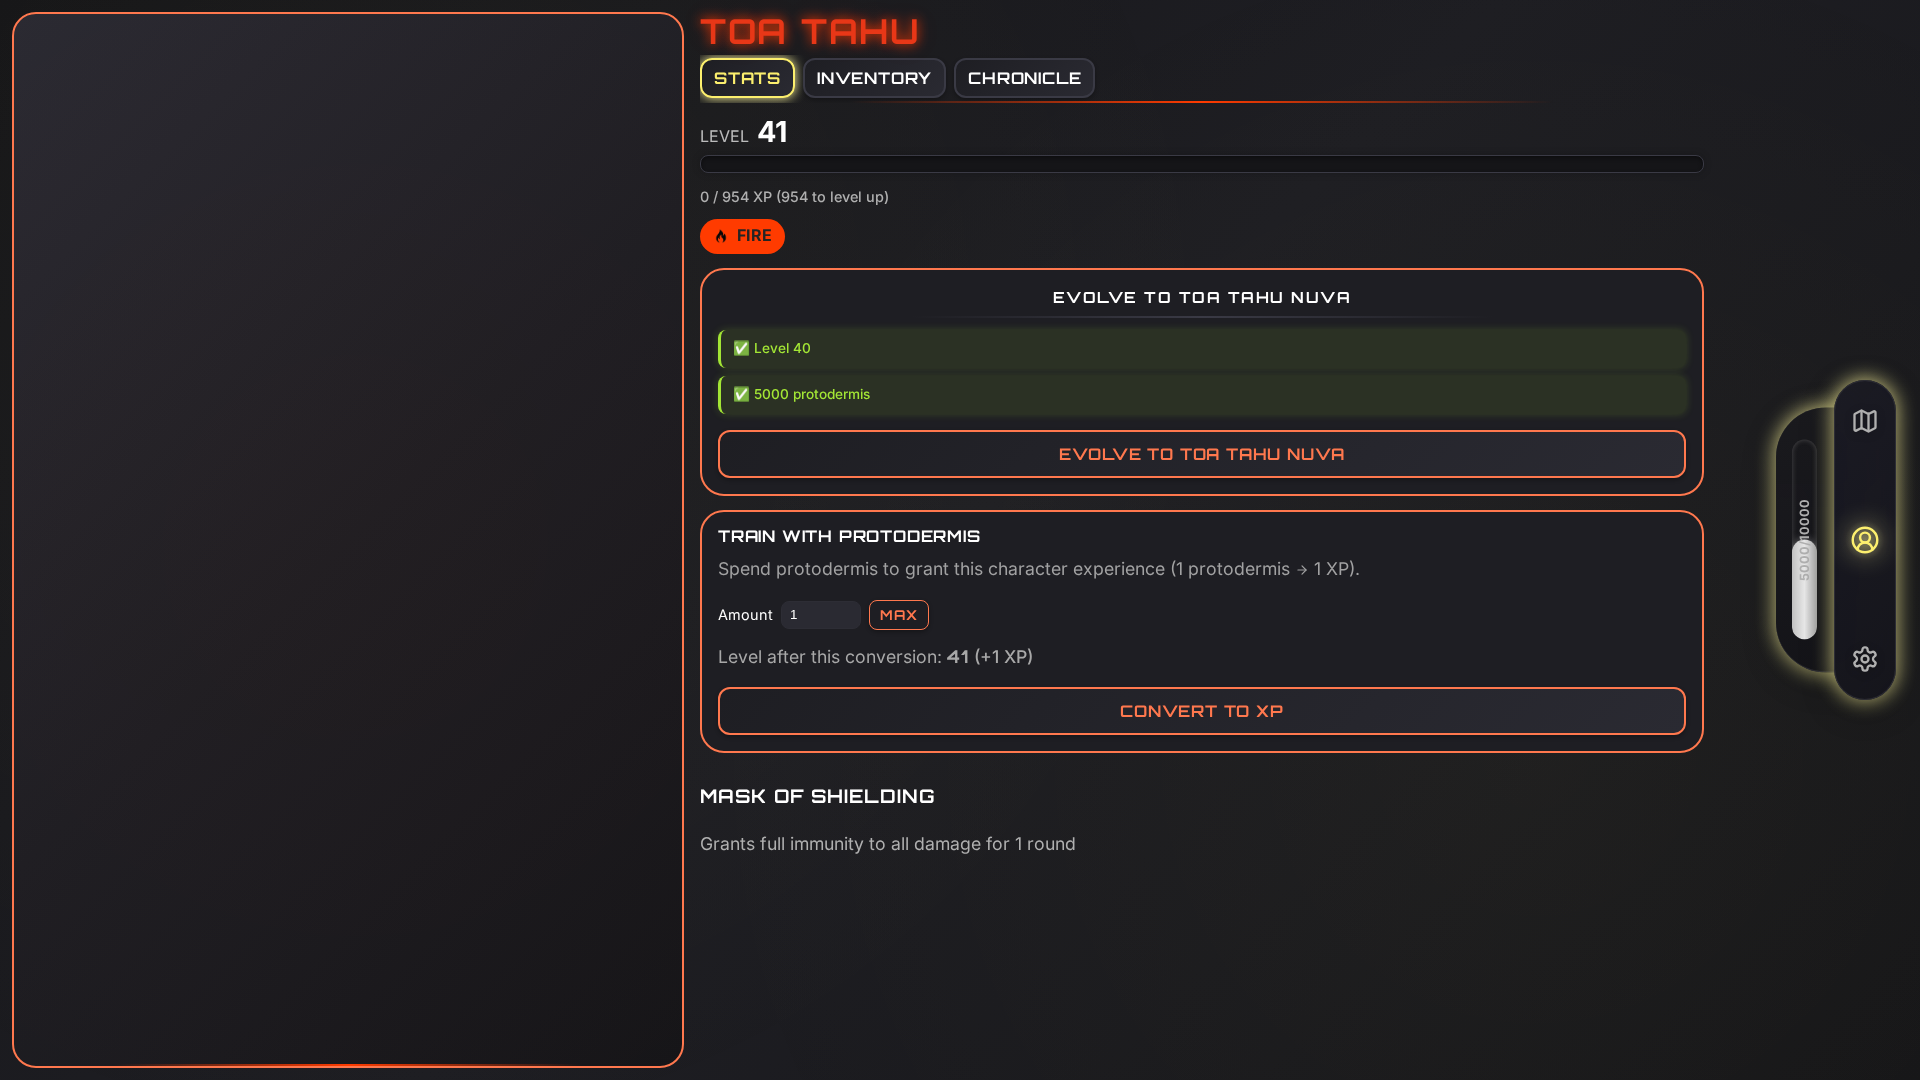 TOA TAHU
STATS
INVENTORY
CHRONICLE
LEVEL 41
0 / 954 XP (954 to level up)
FIRE
EVOLVE TO TOA TAHU NUVA
✅ Level 40
✅ 5000 protodermis
EVOLVE TO TOA TAHU NUVA
TRAIN WITH PROTODERMIS
Spend protodermis to grant this character experience (1 protodermis → 1 XP).
Amount 1 MAX
Level after this conversion: 41 (+1 XP)
CONVERT TO XP
MASK OF SHIELDING
Grants full immunity to all damage for 1 round
5000/10000